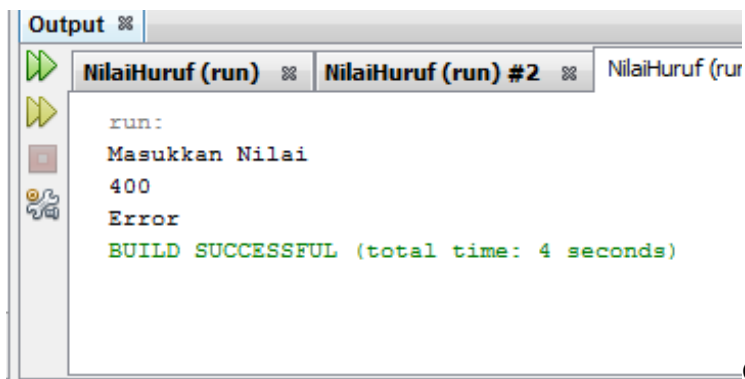 Output
NilaiHuruf (run) NilaiHuruf (run) #2 NilaiHuruf (rur
run:
Masukkan Nilai
400
Error
BUILD SUCCESSFUL (total time: 4 seconds)